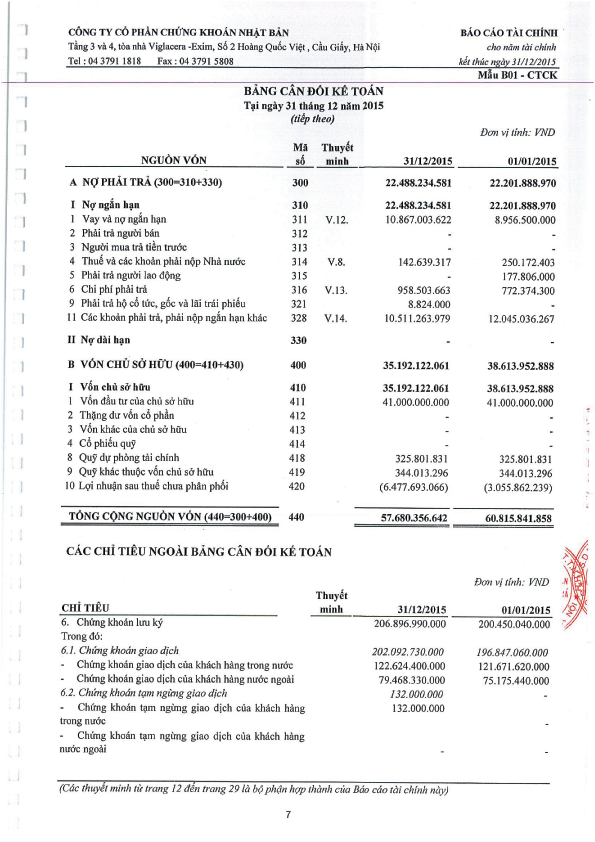 CÔNG TY CỔ PHẦN CHỨNG KHOÁN NHẬT BẢN BÁO CÁO TÀI CHÍNH
Tầng 3 và 4, tòa nhà Viglacera -Exim, Số 2 Hoàng Quốc Việt , Cầu Giấy, Hà Nội cho năm tài chính
Tel : 04 3791 1818 Fax : 04 3791 5808 kết thúc ngày 31/12/2015
Mẫu B01 - CTCK
BẢNG CÂN ĐỐI KẾ TOÁN
Tại ngày 31 tháng 12 năm 2015
(tiếp theo)
Đơn vị tính: VND
NGUỒN VỐN Mã số Thuyết minh 31/12/2015 01/01/2015
A NỢ PHẢI TRẢ (300=310+330) 300 22.488.234.581 22.201.888.970
I Nợ ngắn hạn 310 22.488.234.581 22.201.888.970
1 Vay và nợ ngắn hạn 311 V.12. 10.867.003.622 8.956.500.000
2 Phải trả người bán 312 - -
3 Người mua trả tiền trước 313 - -
4 Thuế và các khoản phải nộp Nhà nước 314 V.8. 142.639.317 250.172.403
5 Phải trả người lao động 315 - 177.806.000
6 Chi phí phải trả 316 V.13. 958.503.663 772.374.300
9 Phải trả hộ cổ tức, gốc và lãi trái phiếu 321 8.824.000 -
11 Các khoản phải trả, phải nộp ngắn hạn khác 328 V.14. 10.511.263.979 12.045.036.267
II Nợ dài hạn 330 - -
B VỐN CHỦ SỞ HỮU (400=410+430) 400 35.192.122.061 38.613.952.888
I Vốn chủ sở hữu 410 35.192.122.061 38.613.952.888
1 Vốn đầu tư của chủ sở hữu 411 41.000.000.000 41.000.000.000
2 Thặng dư vốn cổ phần 412 - -
3 Vốn khác của chủ sở hữu 413 - -
4 Cổ phiếu quỹ 414 - -
8 Quỹ dự phòng tài chính 418 325.801.831 325.801.831
9 Quỹ khác thuộc vốn chủ sở hữu 419 344.013.296 344.013.296
10 Lợi nhuận sau thuế chưa phân phối 420 (6.477.693.066) (3.055.862.239)
TỔNG CỘNG NGUỒN VỐN (440=300+400) 440 57.680.356.642 60.815.841.858
CÁC CHỈ TIÊU NGOÀI BẢNG CÂN ĐỐI KẾ TOÁN
Đơn vị tính: VND
CHỈ TIÊU Thuyết minh 31/12/2015 01/01/2015
6. Chứng khoán lưu ký 206.896.990.000 200.450.040.000
Trong đó:
6.1. Chứng khoán giao dịch 202.092.730.000 196.847.060.000
- Chứng khoán giao dịch của khách hàng trong nước 122.624.400.000 121.671.620.000
- Chứng khoán giao dịch của khách hàng nước ngoài 79.468.330.000 75.175.440.000
6.2. Chứng khoán tạm ngừng giao dịch 132.000.000 -
- Chứng khoán tạm ngừng giao dịch của khách hàng 132.000.000
trong nước -
- Chứng khoán tạm ngừng giao dịch của khách hàng
nước ngoài - -
(Các thuyết minh từ trang 12 đến trang 29 là bộ phận hợp thành của Báo cáo tài chính này)
7